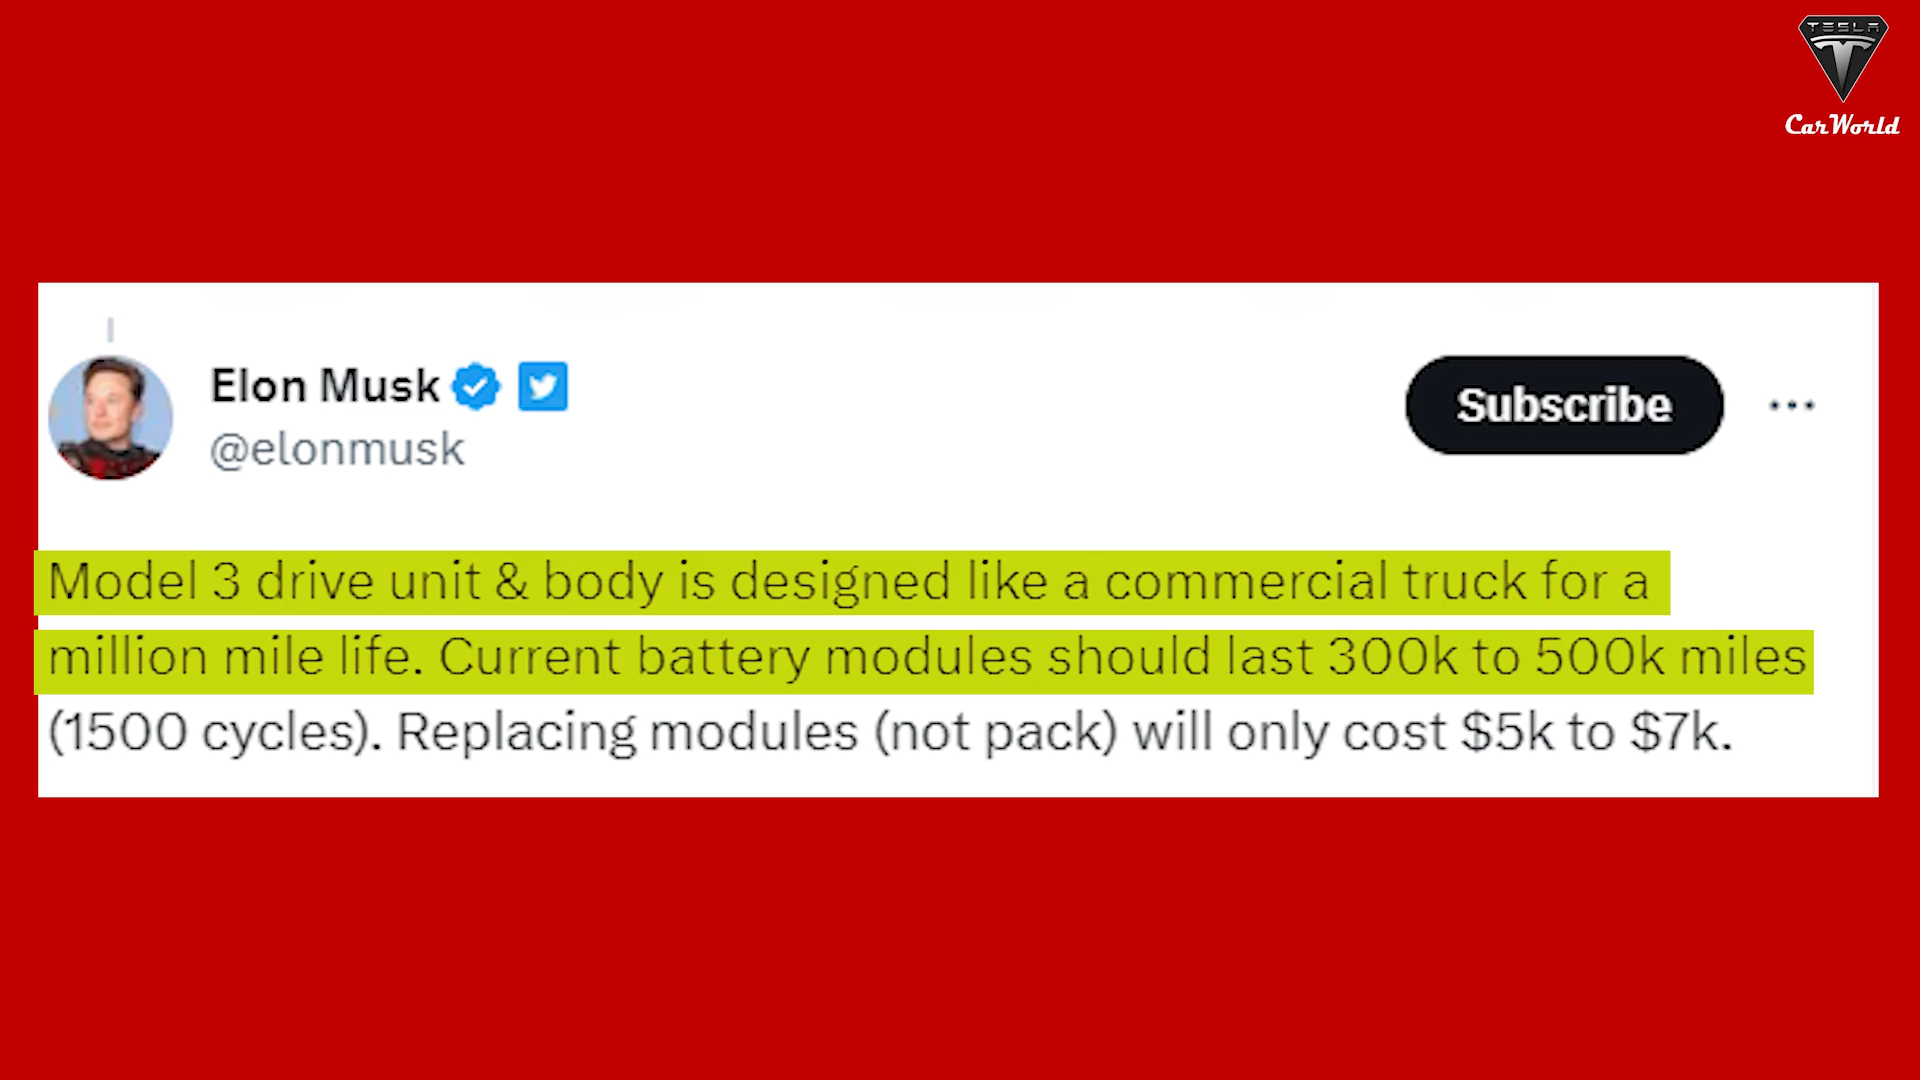 TESLA
CarWorld
Elon Musk
@elonmusk
Subscribe
Model 3 drive unit & body is designed like a commercial truck for a
million mile life. Current battery modules should last 300k to 500k miles
(1500 cycles). Replacing modules (not pack) will only cost $5k to $7k.